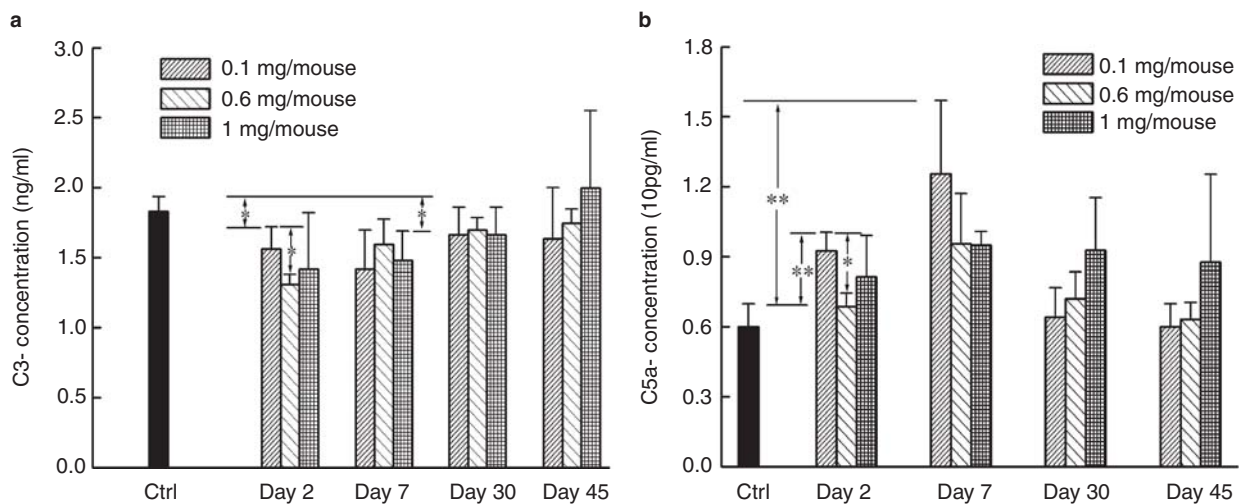 a
3.0
2.5
2.0
1.5
1.0
0.5
0.0
C3- concentration (ng/ml)
0.1 mg/mouse
0.6 mg/mouse
1 mg/mouse
*
*
*
Ctrl Day 2 Day 7 Day 30 Day 45
b
1.8
1.5
1.2
0.9
0.6
0.3
0.0
C5a- concentration (10pg/ml)
0.1 mg/mouse
0.6 mg/mouse
1 mg/mouse
**
**
*
Ctrl Day 2 Day 7 Day 30 Day 45